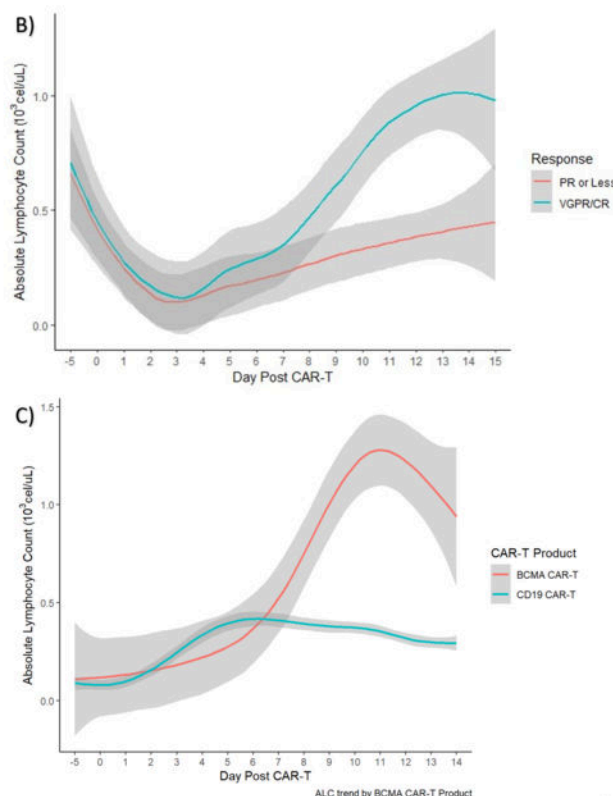 B)
Absolute Lymphocyte Count (10³cel/uL)
1.0
0.5
0.0
-5 0 1 2 3 4 5 6 7 8 9 10 11 12 13 14 15
Day Post CAR-T
Response
PR or Less
VGPR/CR
C)
Absolute Lymphocyte Count (10³cel/uL)
1.5
1.0
0.5
0.0
-5 0 1 2 3 4 5 6 7 8 9 10 11 12 13 14
Day Post CAR-T
CAR-T Product
BCMA CAR-T
CD19 CAR-T
ALC trend by BCMA CAR-T Product